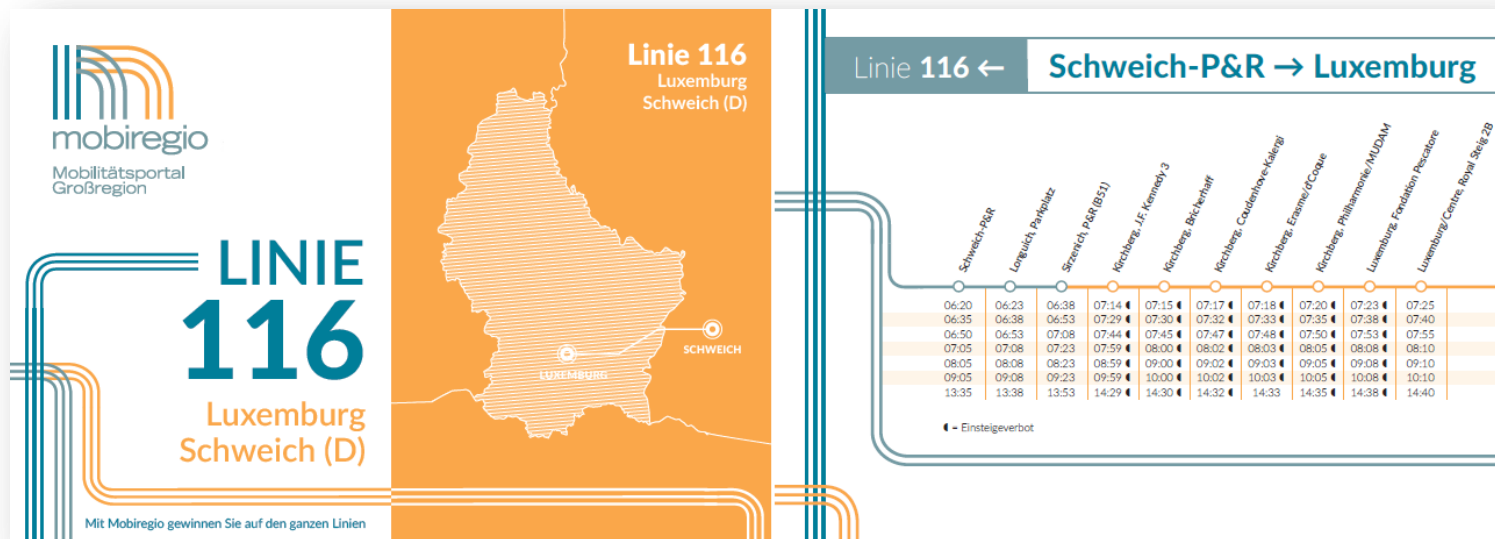 mobiregio
Mobilitätsportal
Großregion
LINIE
116
Luxemburg
Schweich (D)
Mit Mobiregio gewinnen Sie auf den ganzen Linien
Linie 116
Luxemburg
Schweich (D)
SCHWEICH
LUXEMBURG
Linie 116 ← Schweich-P&R → Luxemburg
Schweich-P&R
Longuich, Parkplatz
Sirzenich, P&R (B51)
Kirchberg, J.F. Kennedy 3
Kirchberg, Bricherhaff
Kirchberg, Coudenhove-Kalergi
Kirchberg, Erasme/d'Coque
Kirchberg, Philharmonie/MUDAM
Luxemburg, Fondation Pescatore
Luxemburg/Centre, Royal Steig 2B
06:20 06:23 06:38 07:14 ◖ 07:15 ◖ 07:17 ◖ 07:18 ◖ 07:20 ◖ 07:23 ◖ 07:25
06:35 06:38 06:53 07:29 ◖ 07:30 ◖ 07:32 ◖ 07:33 ◖ 07:35 ◖ 07:38 ◖ 07:40
06:50 06:53 07:08 07:44 ◖ 07:45 ◖ 07:47 ◖ 07:48 ◖ 07:50 ◖ 07:53 ◖ 07:55
07:05 07:08 07:23 07:59 ◖ 08:00 ◖ 08:02 ◖ 08:03 ◖ 08:05 ◖ 08:08 ◖ 08:10
08:05 08:08 08:23 08:59 ◖ 09:00 ◖ 09:02 ◖ 09:03 ◖ 09:05 ◖ 09:08 ◖ 09:10
09:05 09:08 09:23 09:59 ◖ 10:00 ◖ 10:02 ◖ 10:03 ◖ 10:05 ◖ 10:08 ◖ 10:10
13:35 13:38 13:53 14:29 ◖ 14:30 ◖ 14:32 ◖ 14:33 14:35 ◖ 14:38 ◖ 14:40
◖ = Einsteigeverbot